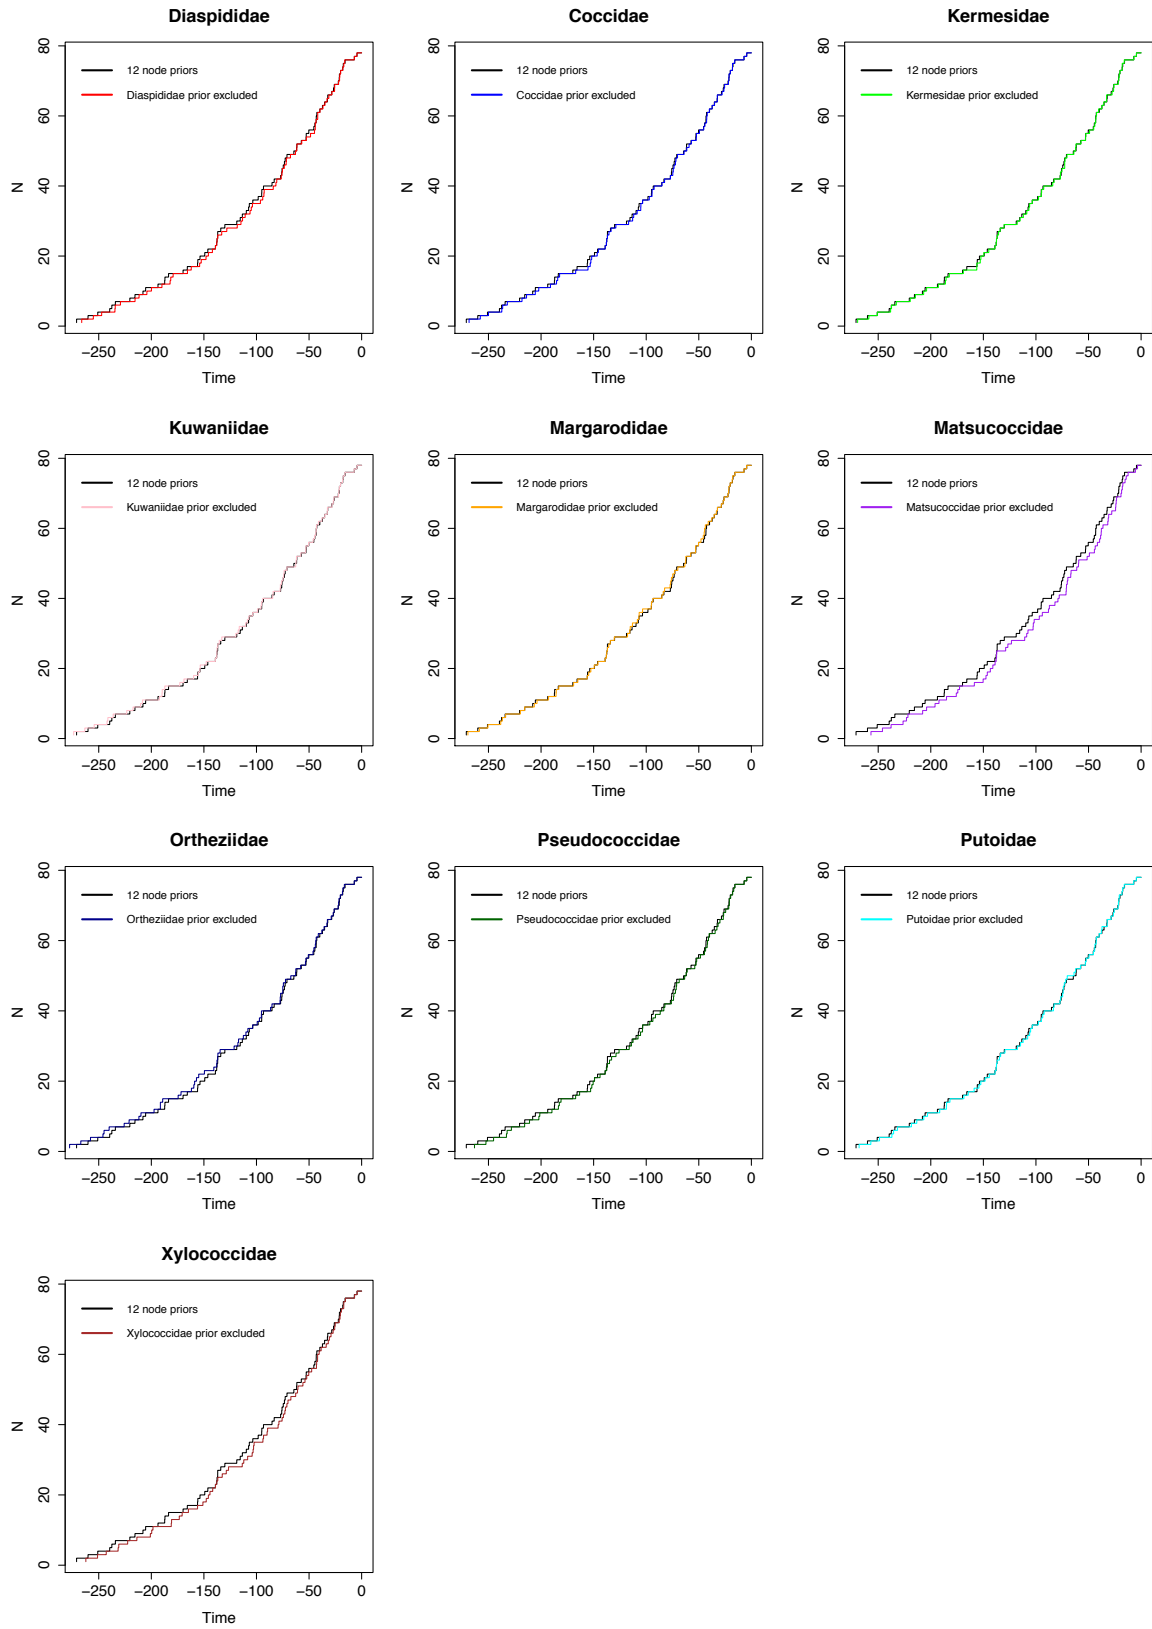 Diaspididae
80
60
40
20
0
N
12 node priors
Diaspididae prior excluded
−250 −200 −150 −100 −50 0
Time
Coccidae
80
60
40
20
0
N
12 node priors
Coccidae prior excluded
−250 −200 −150 −100 −50 0
Time
Kermesidae
80
60
40
20
0
N
12 node priors
Kermesidae prior excluded
−250 −200 −150 −100 −50 0
Time
Kuwaniidae
80
60
40
20
0
N
12 node priors
Kuwaniidae prior excluded
−250 −200 −150 −100 −50 0
Time
Margarodidae
80
60
40
20
0
N
12 node priors
Margarodidae prior excluded
−250 −200 −150 −100 −50 0
Time
Matsucoccidae
80
60
40
20
0
N
12 node priors
Matsucoccidae prior excluded
−250 −200 −150 −100 −50 0
Time
Ortheziidae
80
60
40
20
0
N
12 node priors
Ortheziidae prior excluded
−250 −200 −150 −100 −50 0
Time
Pseudococcidae
80
60
40
20
0
N
12 node priors
Pseudococcidae prior excluded
−250 −200 −150 −100 −50 0
Time
Putoidae
80
60
40
20
0
N
12 node priors
Putoidae prior excluded
−250 −200 −150 −100 −50 0
Time
Xylococcidae
80
60
40
20
0
N
12 node priors
Xylococcidae prior excluded
−250 −200 −150 −100 −50 0
Time